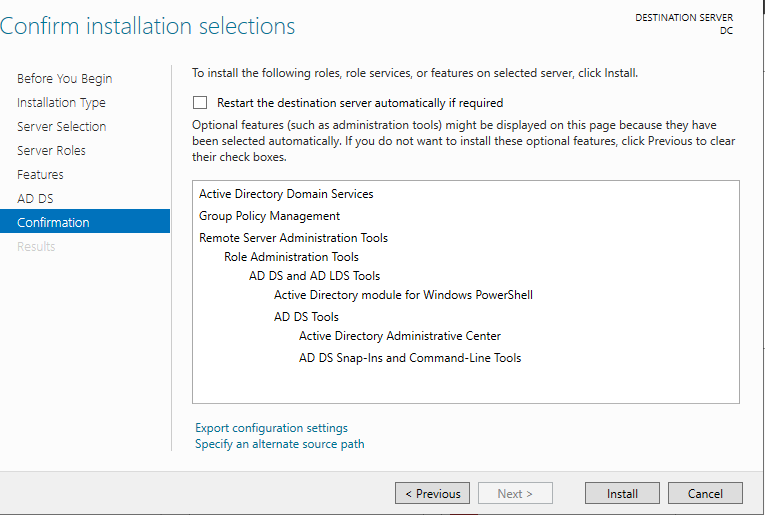 Confirm installation selections
DESTINATION SERVER
DC
Before You Begin
Installation Type
Server Selection
Server Roles
Features
AD DS
Confirmation
Results
To install the following roles, role services, or features on selected server, click Install.
Restart the destination server automatically if required
Optional features (such as administration tools) might be displayed on this page because they have
been selected automatically. If you do not want to install these optional features, click Previous to clear
their check boxes.
Active Directory Domain Services
Group Policy Management
Remote Server Administration Tools
Role Administration Tools
AD DS and AD LDS Tools
Active Directory module for Windows PowerShell
AD DS Tools
Active Directory Administrative Center
AD DS Snap-Ins and Command-Line Tools
Export configuration settings
Specify an alternate source path
< Previous
Next >
Install
Cancel